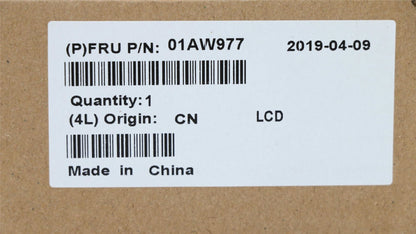 (P)FRU P/N: 01AW977 2019-04-09
Quantity:1
(4L) Origin: CN LCD
Made in China